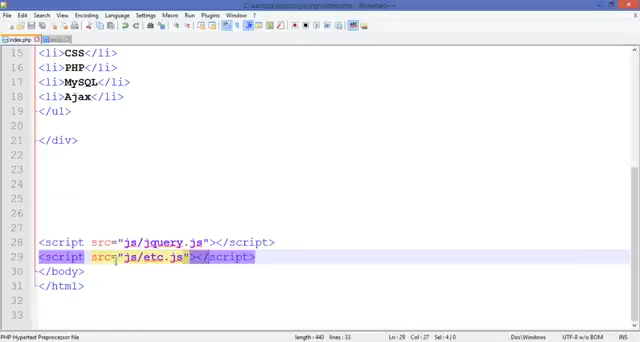 File Edit Search View Encoding Language Settings Macro Run Plugins Window ?
index.php
15 <li>CSS</li>
16 <li>PHP</li>
17 <li>MySQL</li>
18 <li>Ajax</li>
19 </ul>
20
21 </div>
22
23
24
25
26
27
28 <script src="js/jquery.js"></script>
29 <script src="js/etc.js"></script>
30 </body>
31 </html>
32
33
PHP Hypertext Preprocessor file length : 440 lines : 33 Ln : 29 Col : 27 Sel : 4 | 0 Dos\Windows UTF-8 w/o BOM INS